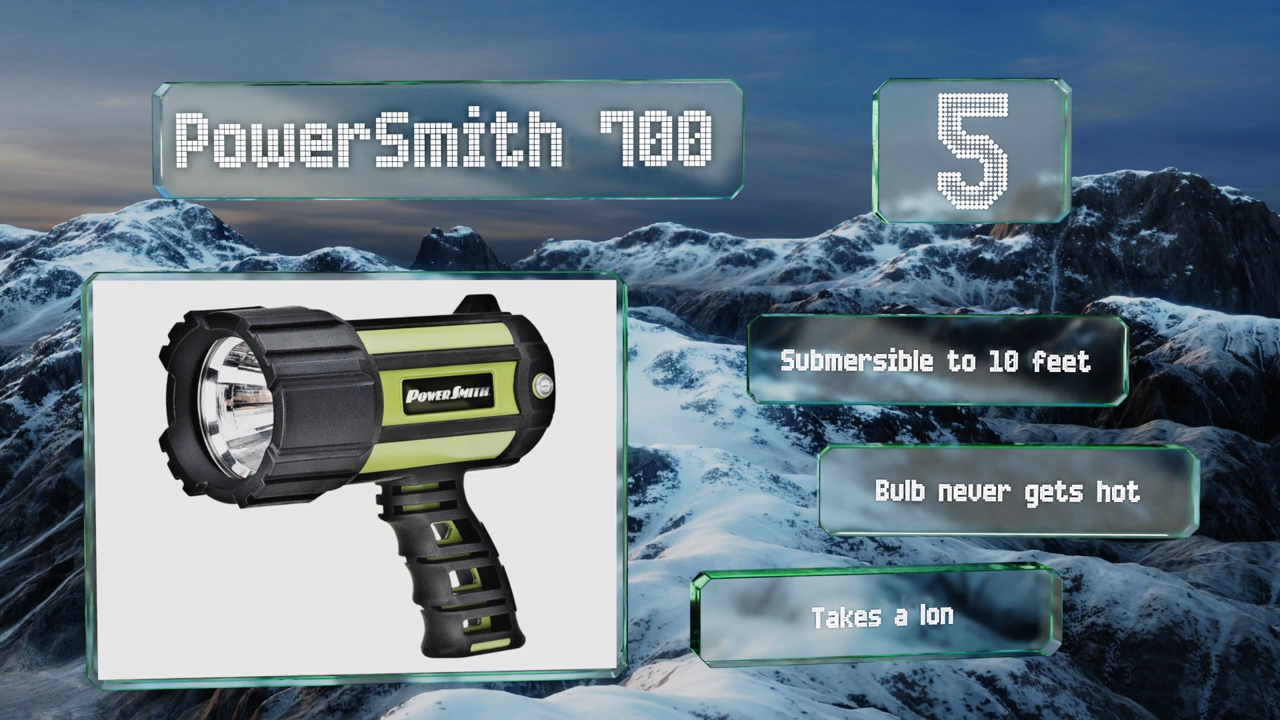 PowerSmith 700
5
POWERSMITH
Submersible to 10 feet
Bulb never gets hot
Takes a lon